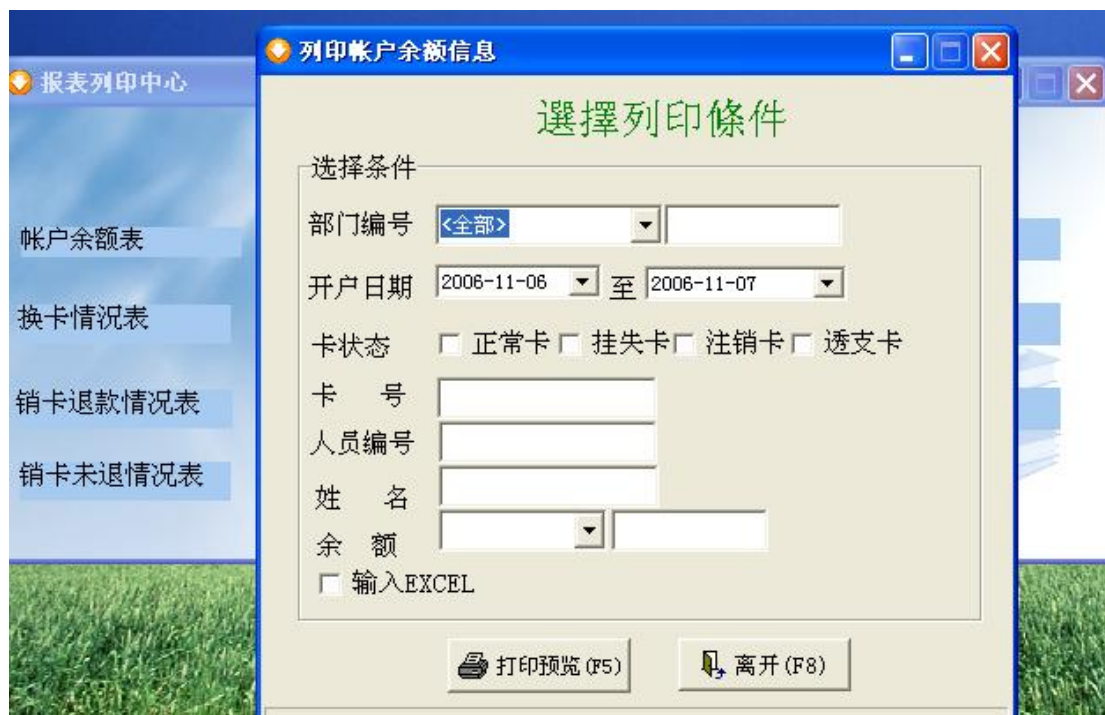 列印帐户余额信息
报表列印中心
選擇列印條件
选择条件
部门编号 <全部>
开户日期 2006-11-06 至 2006-11-07
卡状态 正常卡 挂失卡 注销卡 透支卡
卡 号
人员编号
姓 名
余 额
输入EXCEL
打印预览(F5) 离开(F8)
帐户余额表
换卡情况表
销卡退款情况表
销卡未退情况表